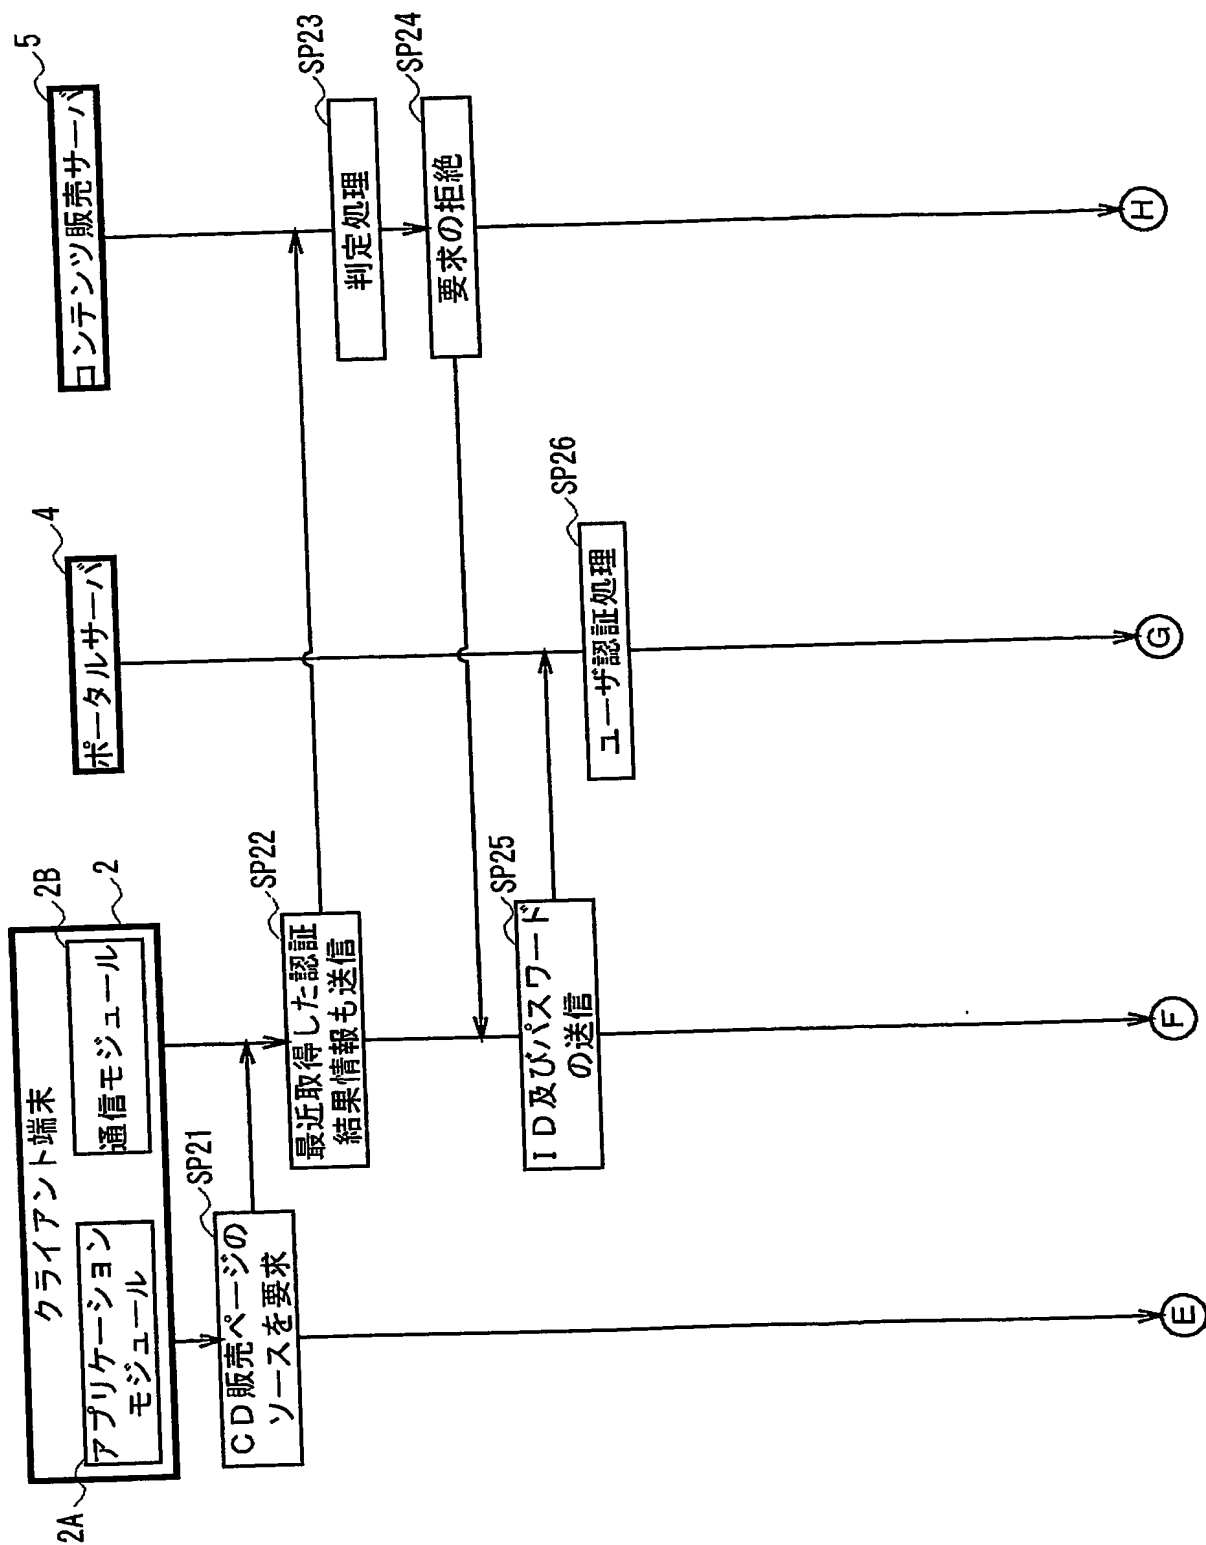 クライアント端末
2A
アプリケーション
モジュール
2B
通信モジュール
2
ポータルサーバ
4
コンテンツ販売サーバ
5
SP21
CD販売ページの
ソースを要求
SP22
最近取得した認証
結果情報も送信
SP23
判定処理
SP24
要求の拒絶
SP25
ID及びパスワード
の送信
SP26
ユーザ認証処理
E
F
G
H